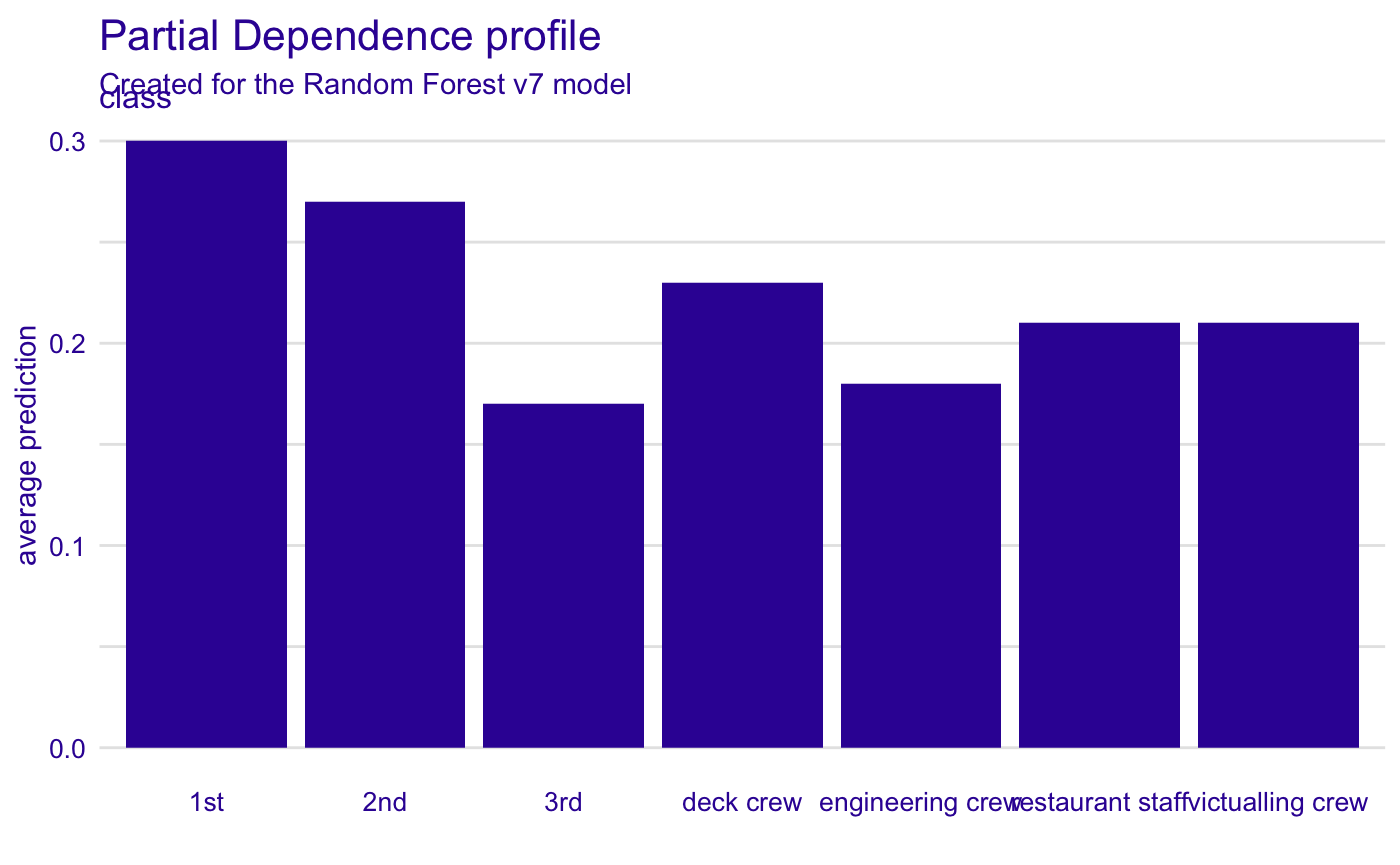 Partial Dependence profile
Created for the Random Forest v7 model
class
0.3
0.2
0.1
0.0
average prediction
1st 2nd 3rd deck crew engineering crew restaurant staff victualling crew